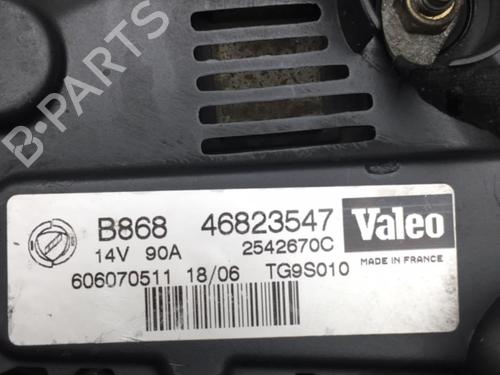 B-PARTS
B868 46823547
14V 90A 2542670C
606070511 18/06 TG9S010
Valeo
MADE IN FRANCE